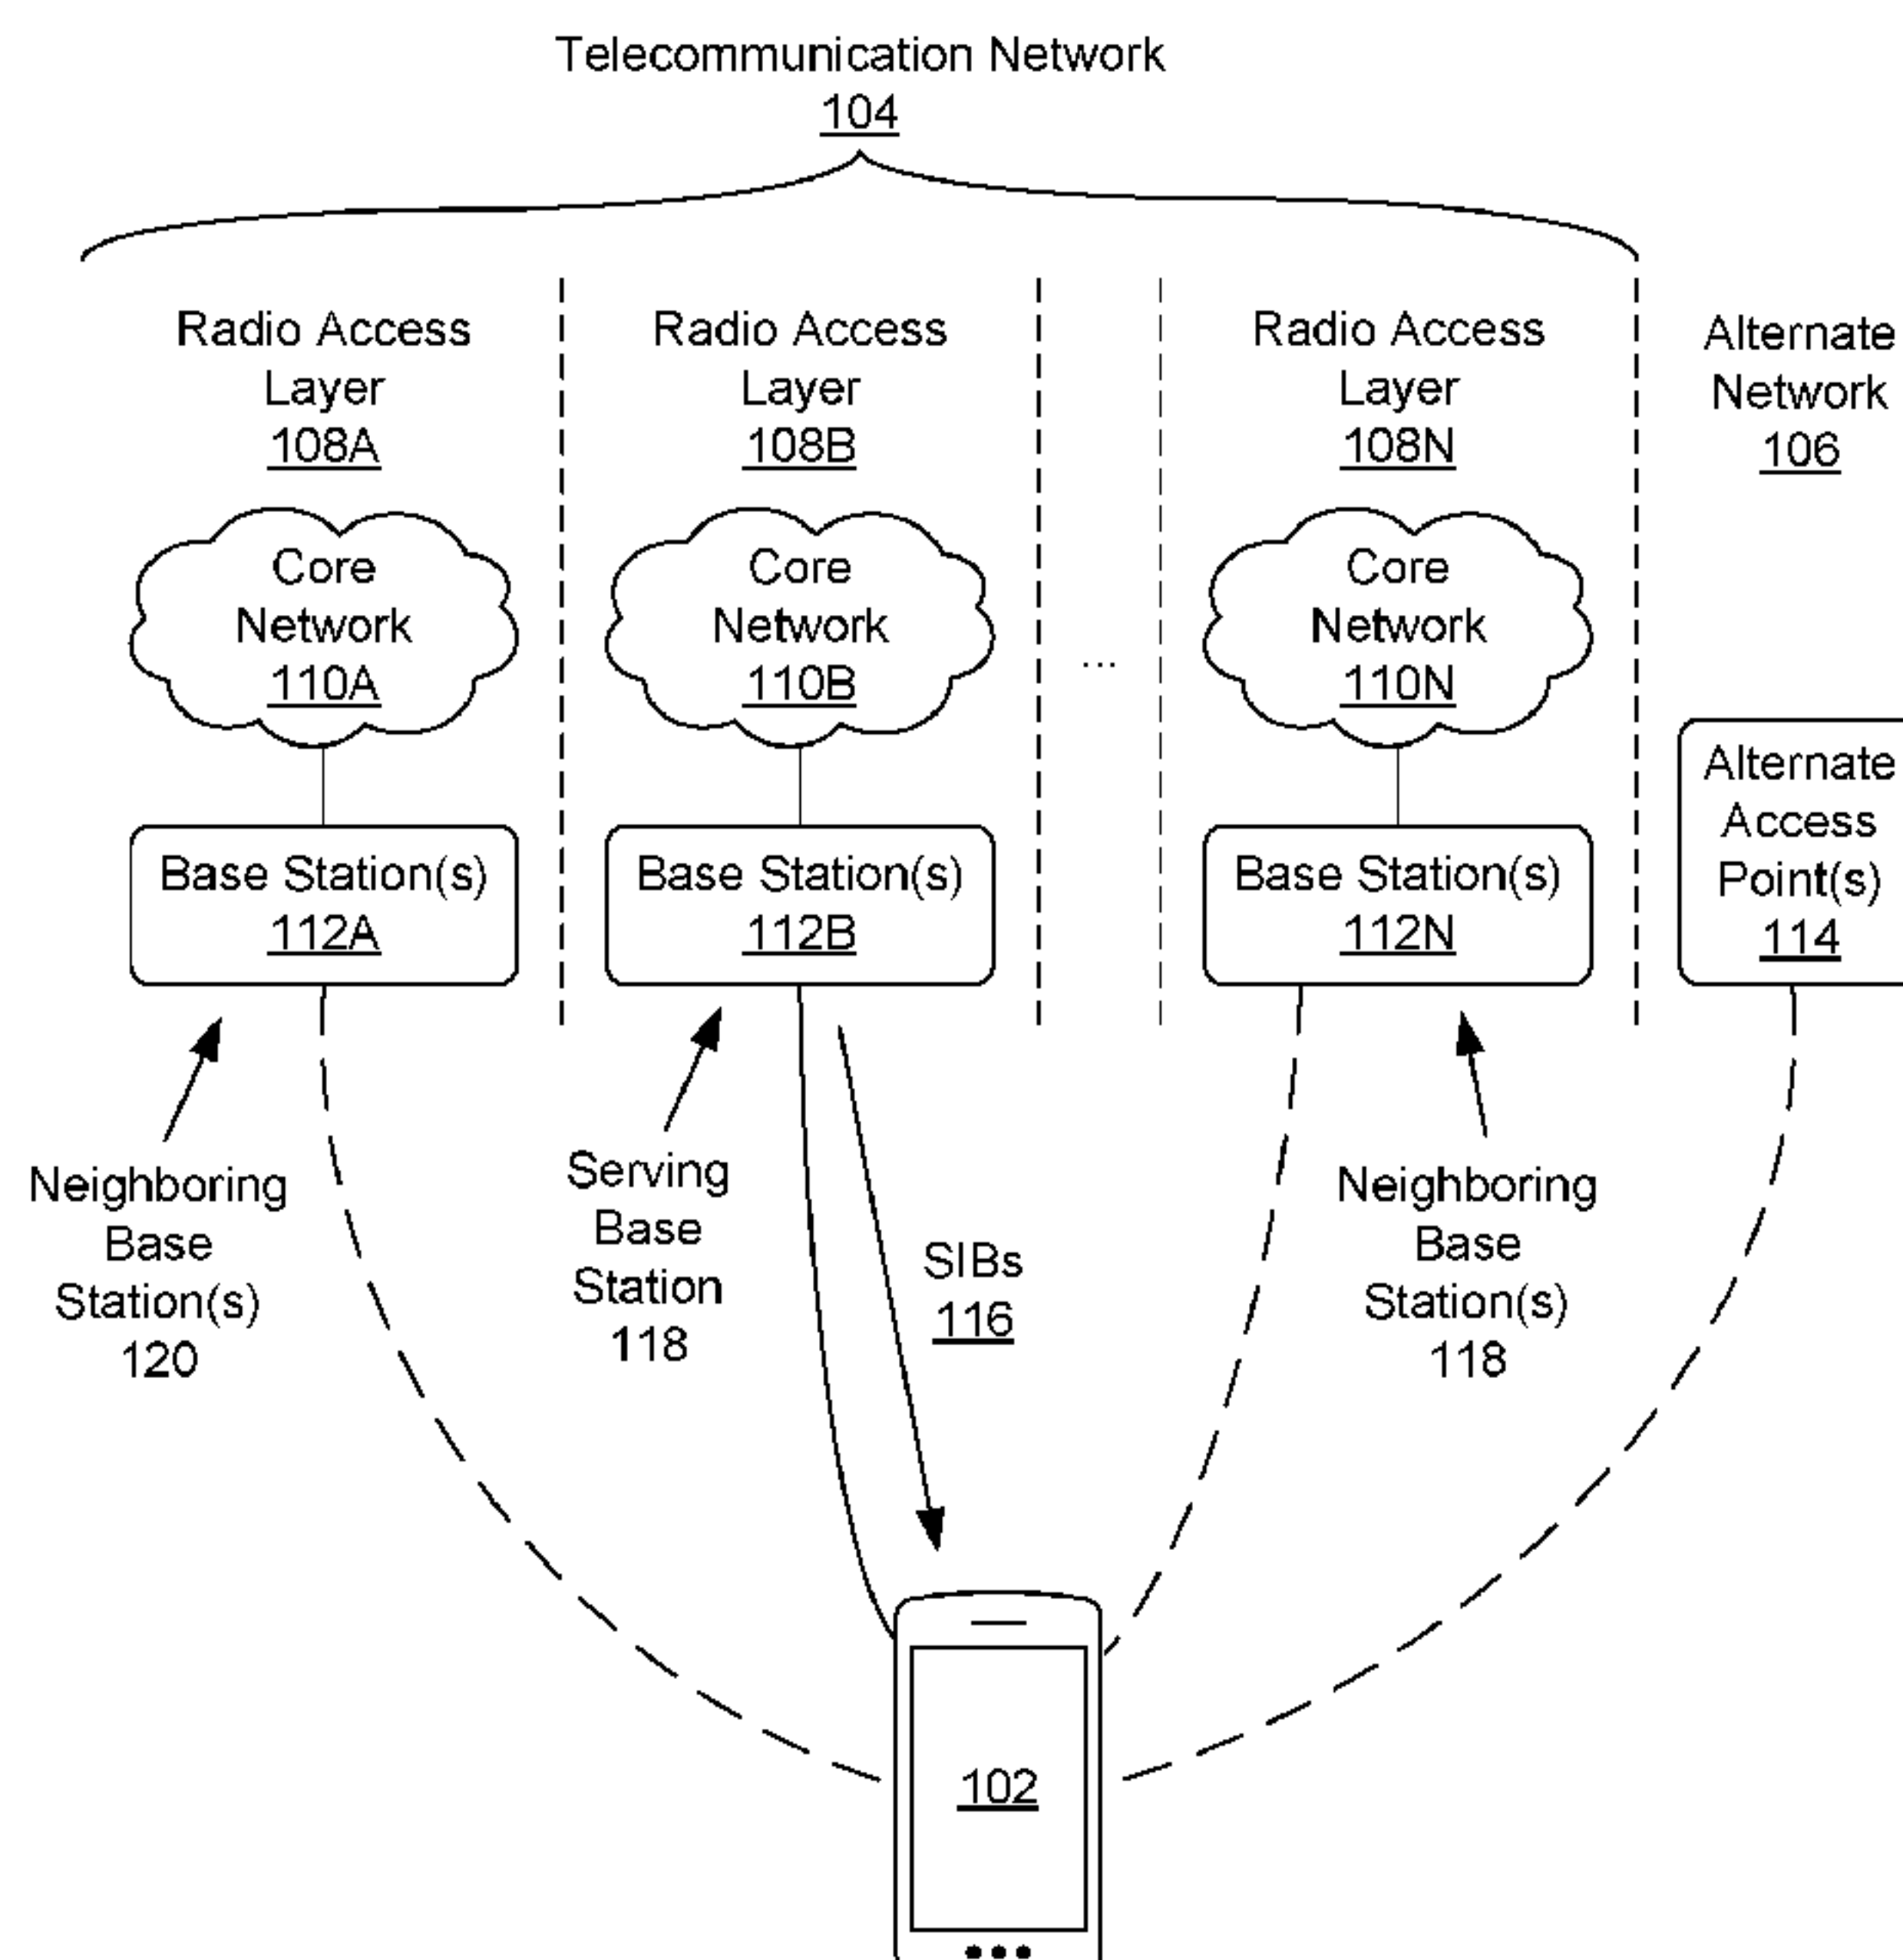 Telecommunication Network
104
Radio Access
Layer
108A
Radio Access
Layer
108B
Radio Access
Layer
108N
Alternate
Network
106
Core
Network
110A
Core
Network
110B
...
Core
Network
110N
Base Station(s)
112A
Base Station(s)
112B
Base Station(s)
112N
Alternate
Access
Point(s)
114
Neighboring
Base
Station(s)
120
Serving
Base
Station
118
SIBs
116
Neighboring
Base
Station(s)
118
102